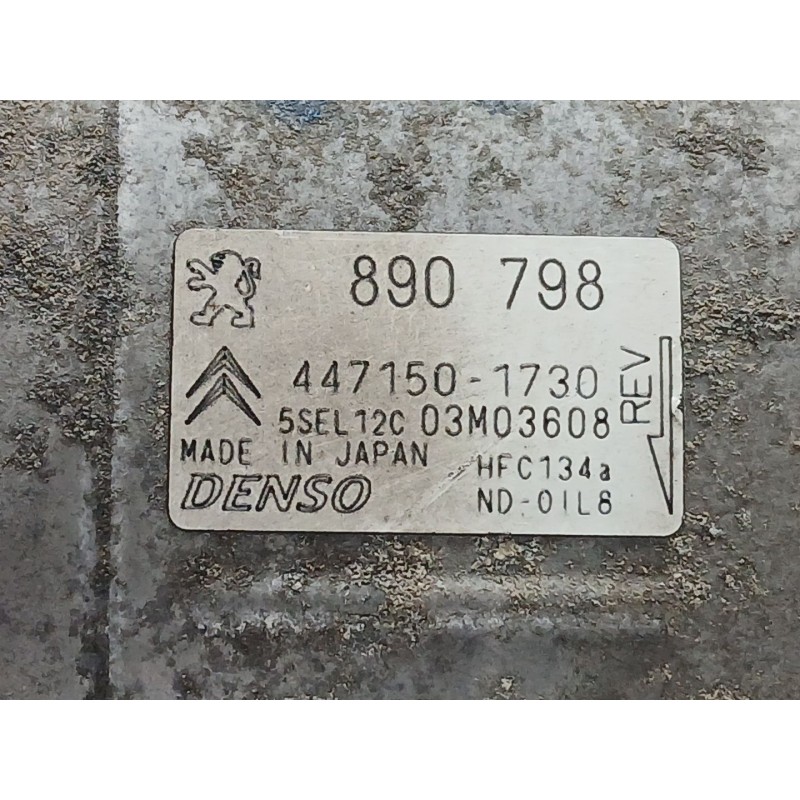 890 798
447150-1730
5SEL12C 03M03608
MADE IN JAPAN HFC134a
DENSO ND-OIL8
REV